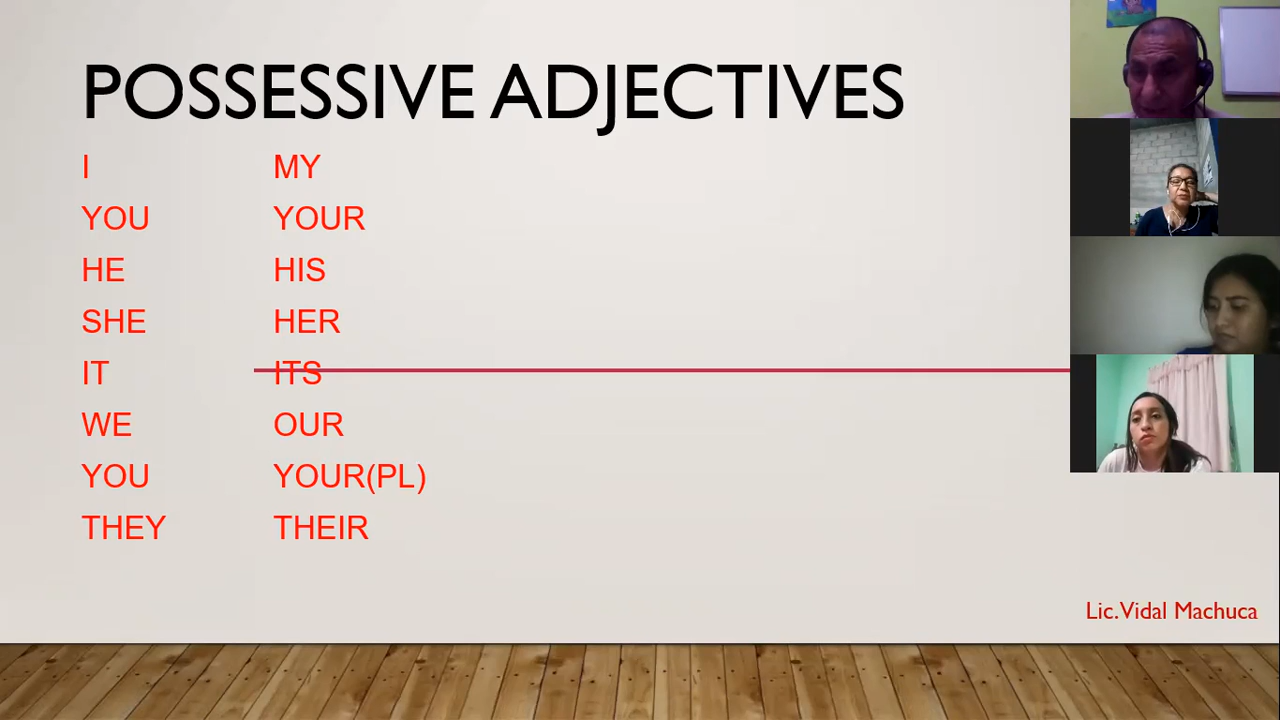 POSSESSIVE ADJECTIVES
I MY
YOU YOUR
HE HIS
SHE HER
IT ITS
WE OUR
YOU YOUR(PL)
THEY THEIR
Lic.Vidal Machuca